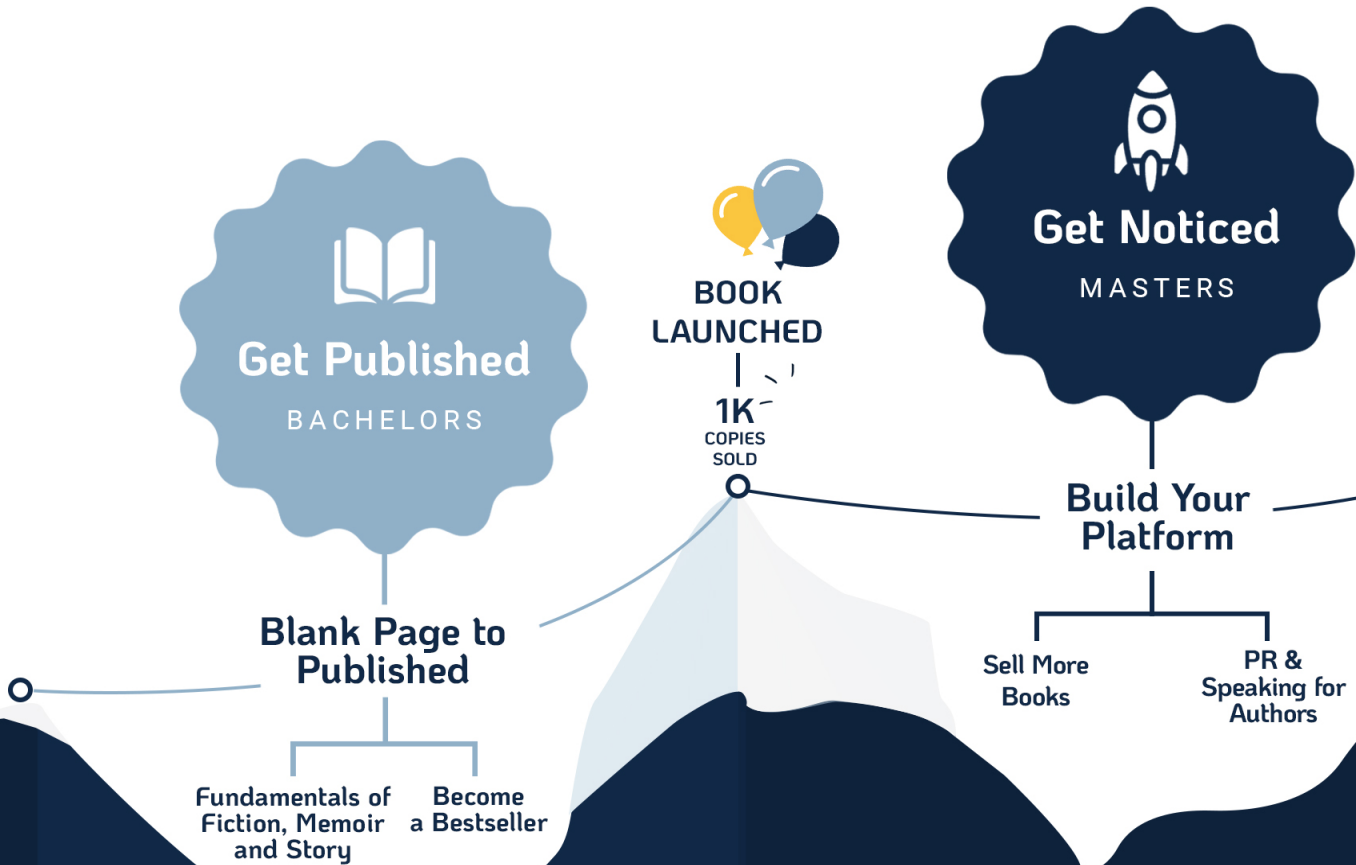 Get Published
BACHELORS
Blank Page to
Published
Fundamentals of
Fiction, Memoir
and Story
Become
a Bestseller
BOOK
LAUNCHED
1K
COPIES
SOLD
Get Noticed
MASTERS
Build Your
Platform
Sell More
Books
PR &
Speaking for
Authors